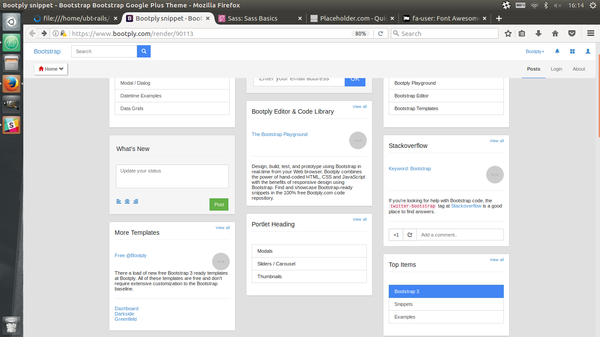 Bootply snippet - Bootstrap Bootstrap Google Plus Theme - Mozilla Firefox
16:14
file:///home/ubt-rails/
Bootply snippet - Boo
Sass: Sass Basics
Placeholder.com - Qui
fa-user: Font Awesom
https://www.bootply.com/render/90113
80%
Search
Bootstrap
Search
Bootply
Home
Posts
Login
About
Modal / Dialog
Datetime Examples
Data Grids
What's New
Update your status
Post
More Templates
View all
Free @Bootply
There a load of new free Bootstrap 3 ready templates
at Bootply. All of these templates are free and don't
require extensive customization to the Bootstrap
baseline.
Dashboard
Darkside
Greenfield
Enter your email address
Bootply Editor & Code Library
View all
The Bootstrap Playground
Design, build, test, and prototype using Bootstrap in
real-time from your Web browser. Bootply combines
the power of hand-coded HTML, CSS and JavaScript
with the benefits of responsive design using
Bootstrap. Find and showcase Bootstrap-ready
snippets in the 100% free Bootply.com code
repository.
Portlet Heading
View all
Modals
Sliders / Carousel
Thumbnails
Bootply Playground
Bootstrap Editor
Bootstrap Templates
Stackoverflow
View all
Keyword: Bootstrap
If you're looking for help with Bootstrap code, the
twitter-bootstrap tag at Stackoverflow is a good
place to find answers.
+1
Add a comment..
Top Items
View all
Bootstrap 3
Snippets
Examples